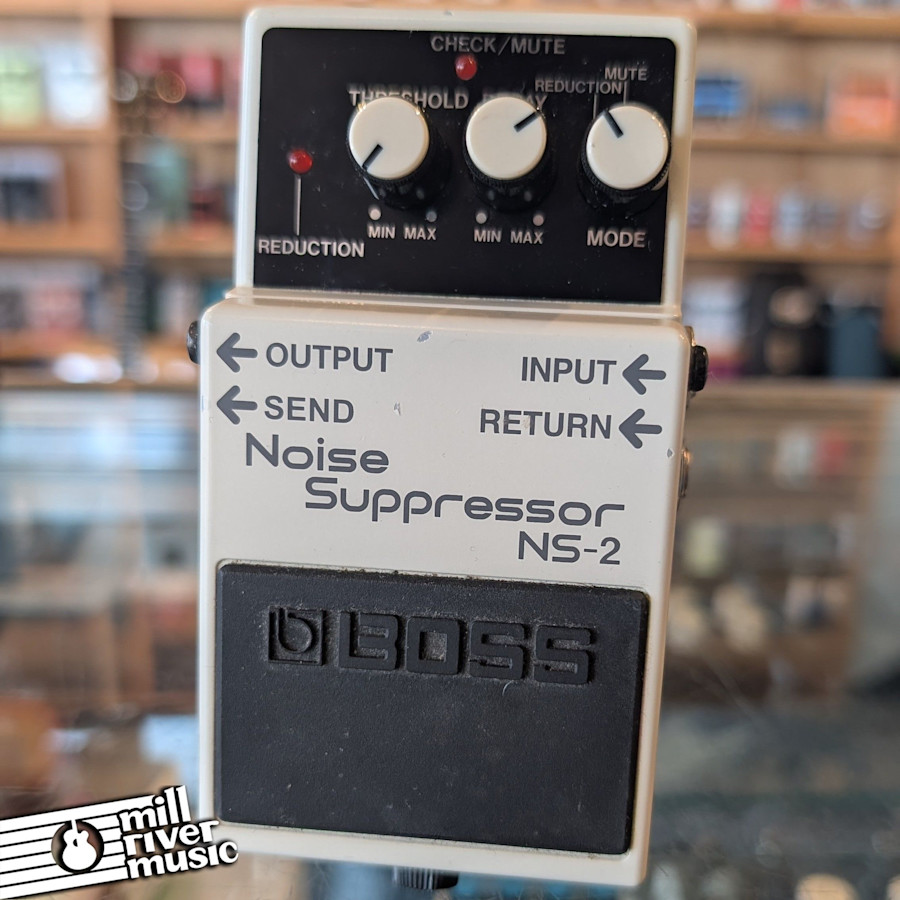 CHECK/MUTE
THRESHOLD DECAY
REDUCTION MUTE
REDUCTION
MIN MAX MIN MAX MODE
OUTPUT INPUT
SEND RETURN
Noise
Suppressor
NS-2
b BOSS
mill
river
music